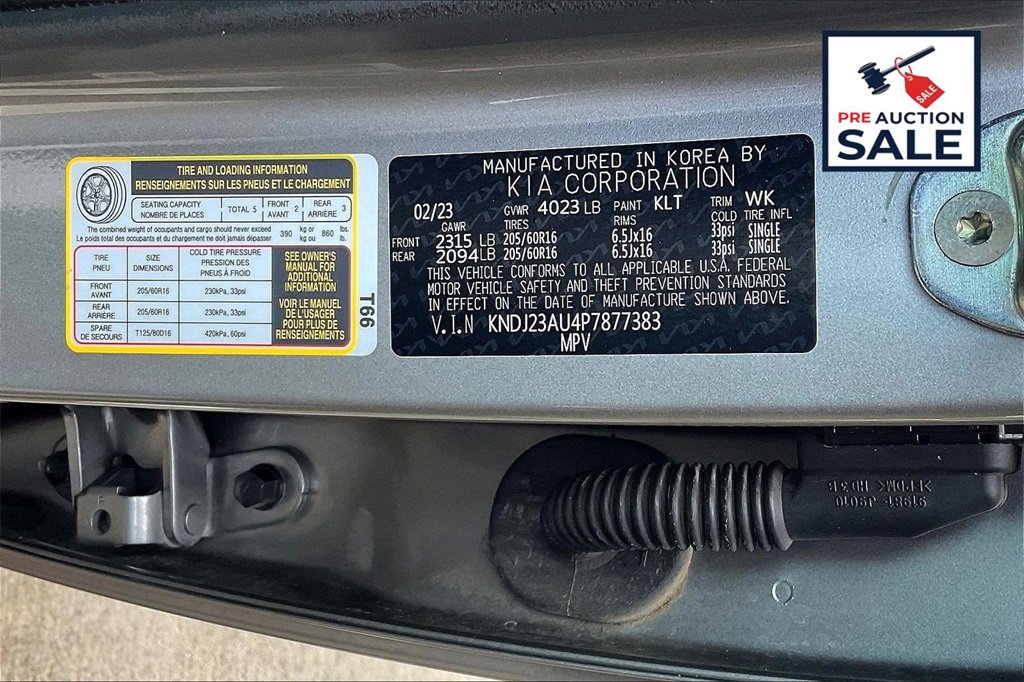 PRE AUCTION
SALE
SALE
TIRE AND LOADING INFORMATION
RENSEIGNEMENTS SUR LES PNEUS ET LE CHARGEMENT
SEATING CAPACITY
NOMBRE DE PLACES
TOTAL 5
FRONT
AVANT 2
REAR
ARRIÈRE 3
The combined weight of occupants and cargo should never exceed
Le poids total des occupants et du chargement ne doit jamais dépasser
390
kg or
kg ou
860
lbs.
lb.
TIRE
PNEU
SIZE
DIMENSIONS
COLD TIRE PRESSURE
PRESSION DES
PNEUS À FROID
FRONT
AVANT
205/60R16
230kPa, 33psi
REAR
ARRIÈRE
205/60R16
230kPa, 33psi
SPARE
DE SECOURS
T125/80D16
420kPa, 60psi
SEE OWNER'S
MANUAL FOR
ADDITIONAL
INFORMATION
VOIR LE MANUEL
DE L'USAGER
POUR PLUS DE
RENSEIGNEMENTS
T66
MANUFACTURED IN KOREA BY
KIA CORPORATION
02/23 GVWR 4023 LB PAINT KLT TRIM WK
GAWR TIRES RIMS COLD TIRE INFL
FRONT 2315 LB 205/60R16 6.5Jx16 33psi SINGLE
REAR 2094 LB 205/60R16 6.5Jx16 33psi SINGLE
THIS VEHICLE CONFORMS TO ALL APPLICABLE U.S.A. FEDERAL
MOTOR VEHICLE SAFETY AND THEFT PREVENTION STANDARDS
IN EFFECT ON THE DATE OF MANUFACTURE SHOWN ABOVE.
V.I.N KNDJ23AU4P7877383
MPV
91981-J9010